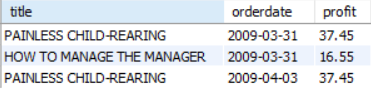 title orderdate profit
PAINLESS CHILD-REARING 2009-03-31 37.45
HOW TO MANAGE THE MANAGER 2009-03-31 16.55
PAINLESS CHILD-REARING 2009-04-03 37.45